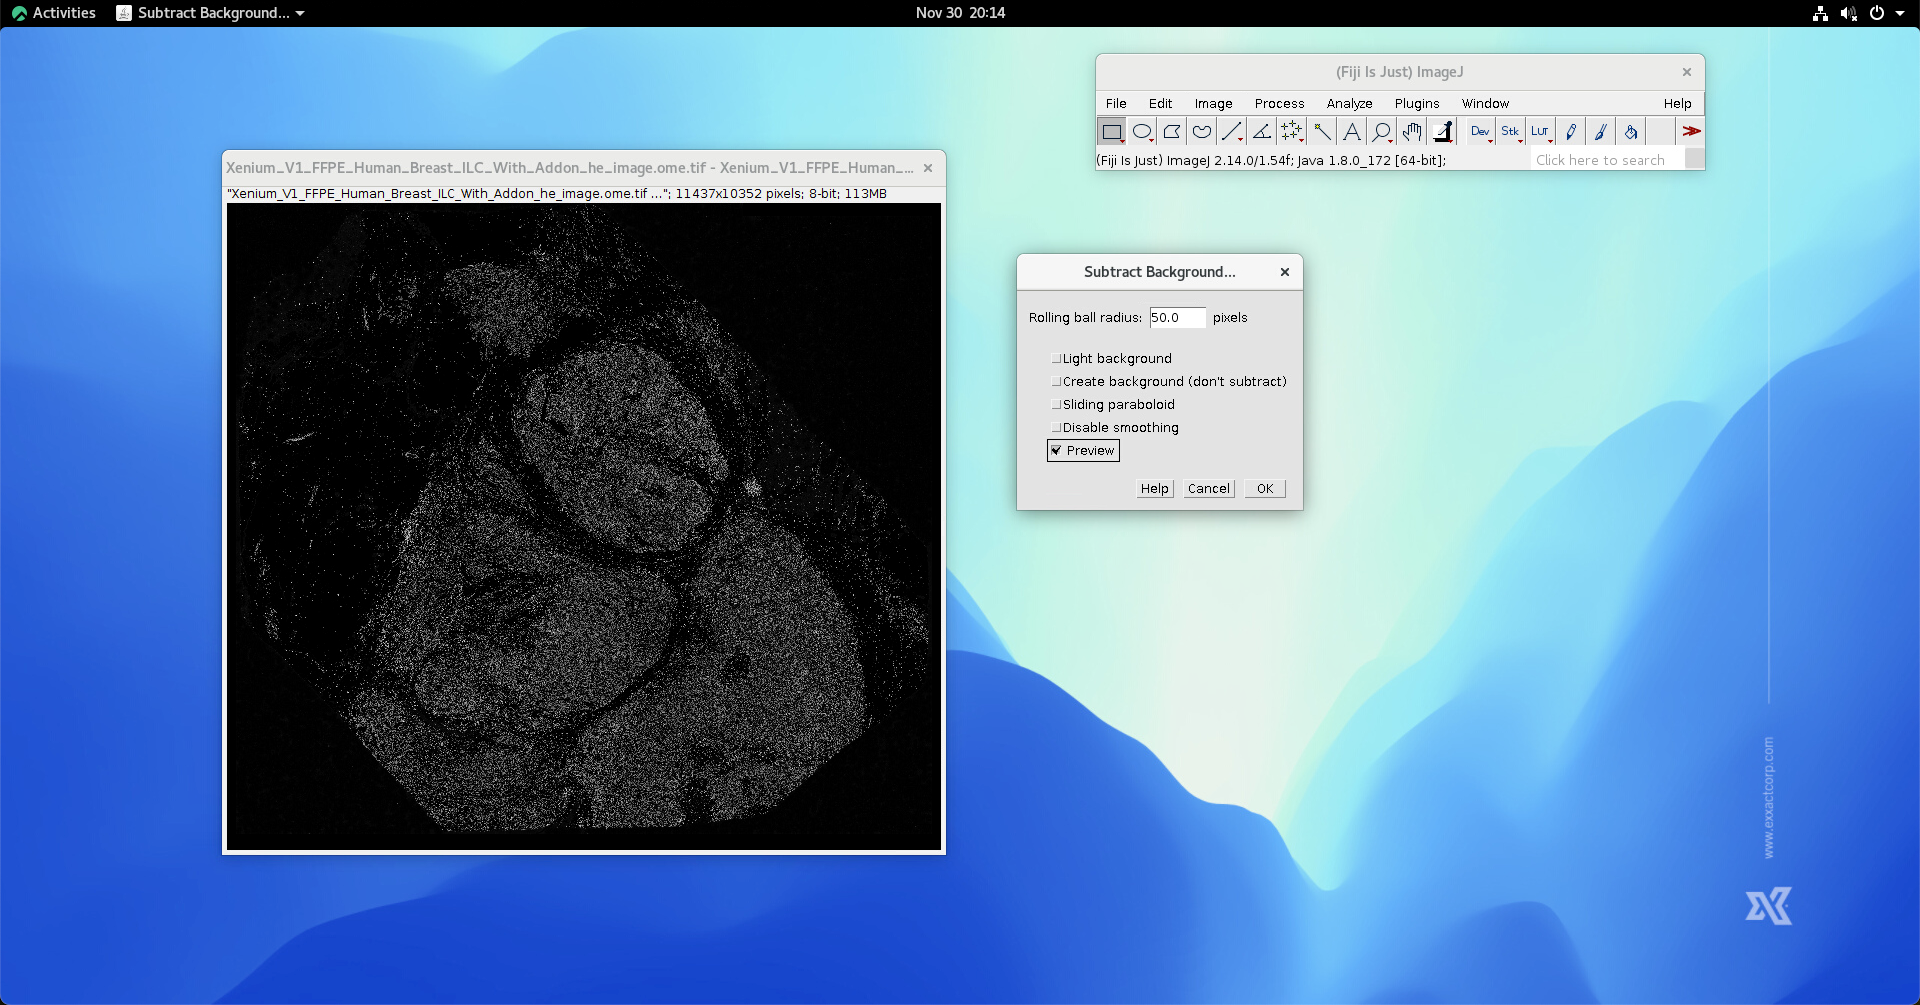 Activities
Subtract Background...
Nov 30 20:14
(Fiji Is Just) ImageJ
File Edit Image Process Analyze Plugins Window Help
Dev Stk LUT
(Fiji Is Just) ImageJ 2.14.0/1.54f; Java 1.8.0_172 [64-bit];
Click here to search
Xenium_V1_FFPE_Human_Breast_ILC_With_Addon_he_image.ome.tif - Xenium_V1_FFPE_Human_...
"Xenium_V1_FFPE_Human_Breast_ILC_With_Addon_he_image.ome.tif ..."; 11437x10352 pixels; 8-bit; 113MB
Subtract Background...
Rolling ball radius: 50.0 pixels
Light background
Create background (don't subtract)
Sliding paraboloid
Disable smoothing
Preview
Help Cancel OK
www.exxactcorp.com